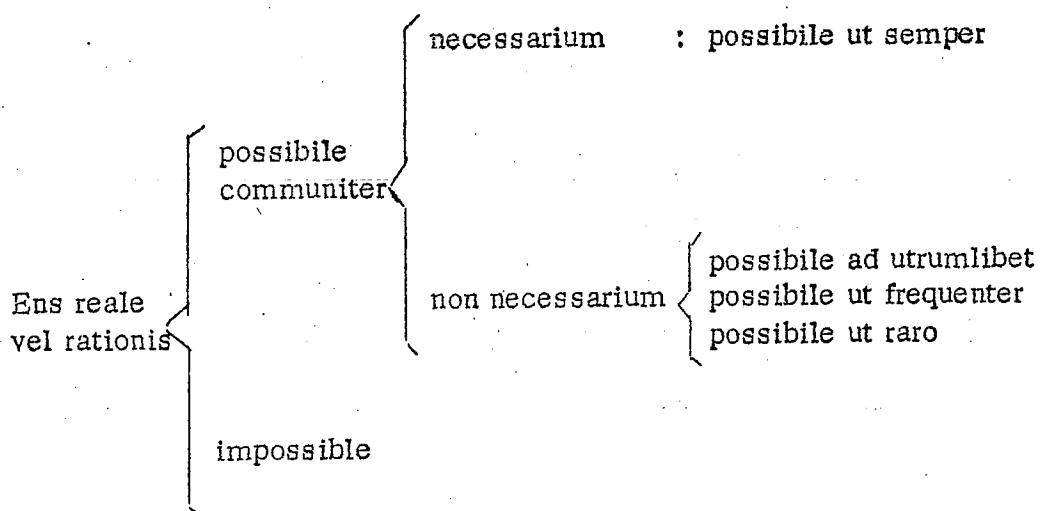 necessarium : possibile ut semper
possibile
communiter
possibile ad utrumlibet
non necessarium possibile ut frequenter
possibile ut raro
Ens reale
vel rationis
impossible